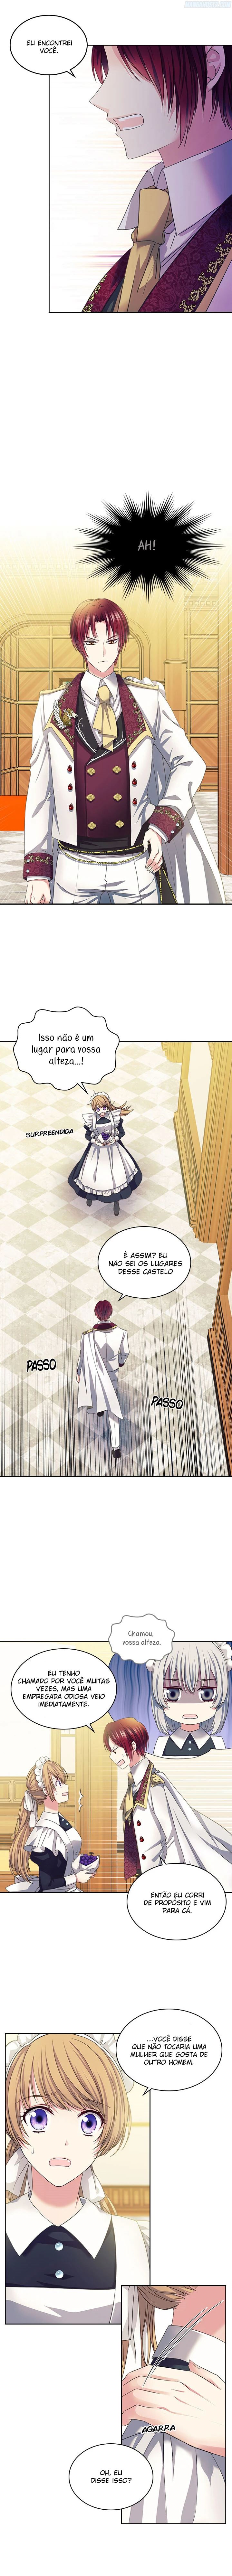 EU ENCONTREI
VOCÊ.
AH!
Isso não é um
lugar para vossa
alteza...!
SURPREENDIDA
É ASSIM? EU
NÃO SEI OS LUGARES
DESSE CASTELO
PASSO
PASSO
Chamou,
vossa alteza.
EU TENHO
CHAMADO POR VOCÊ MUITAS
VEZES, MAS UMA
EMPREGADA ODIOSA VEIO
IMEDIATAMENTE.
ENTÃO EU CORRI
DE PROPÓSITO E VIM
PARA CÁ.
...VOCÊ DISSE
QUE NÃO TOCARIA UMA
MULHER QUE GOSTA DE
OUTRO HOMEM.
AGARRA
OH, EU
DISSE ISSO?